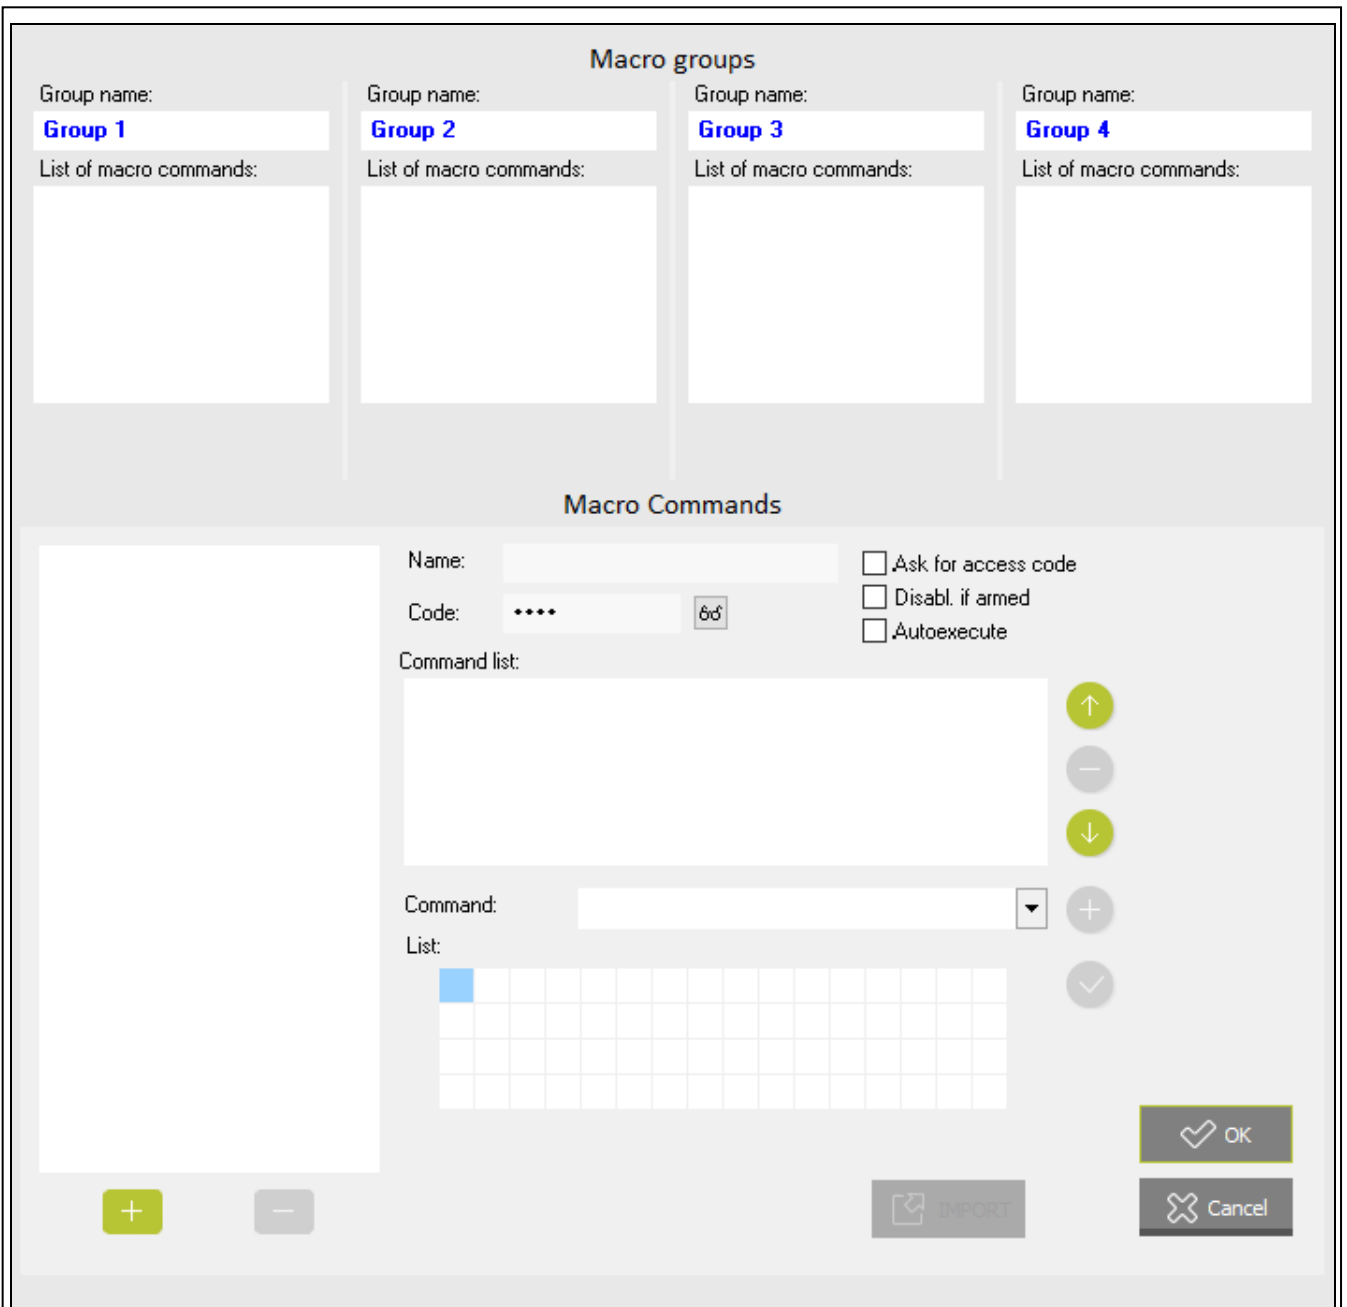 Macro groups
Group name: Group name: Group name: Group name:
Group 1 Group 2 Group 3 Group 4
List of macro commands: List of macro commands: List of macro commands: List of macro commands:
Macro Commands
Name:
Ask for access code
Code: ••••
Disabl. if armed
Autoexecute
Command list:
Command:
List:
OK
IMPORT
Cancel